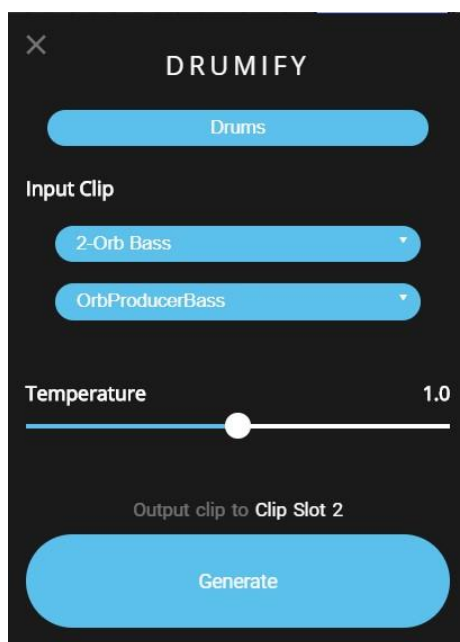 DRUMIFY
Drums
Input Clip
2-Orb Bass
OrbProducerBass
Temperature 1.0
Output clip to Clip Slot 2
Generate